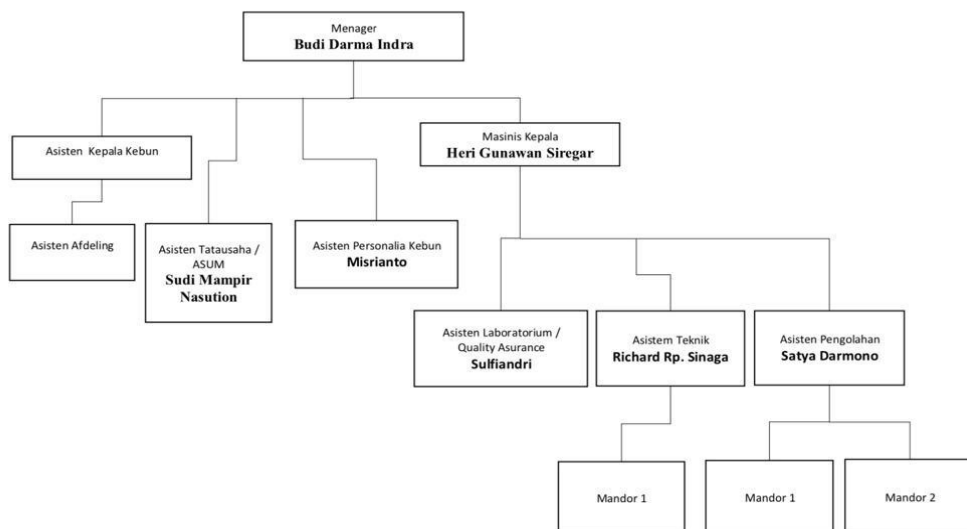 Menager
Budi Darma Indra
Asisten Kepala Kebun
Masinis Kepala
Heri Gunawan Siregar
Asisten Afdeling
Asisten Tatausaha /
ASUM
Sudi Mampir
Nasution
Asisten Personalia Kebun
Misrianto
Asisten Laboratorium /
Quality Asurance
Sulfiandri
Asistem Teknik
Richard Rp. Sinaga
Asisten Pengolahan
Satya Darmono
Mandor 1
Mandor 1
Mandor 2